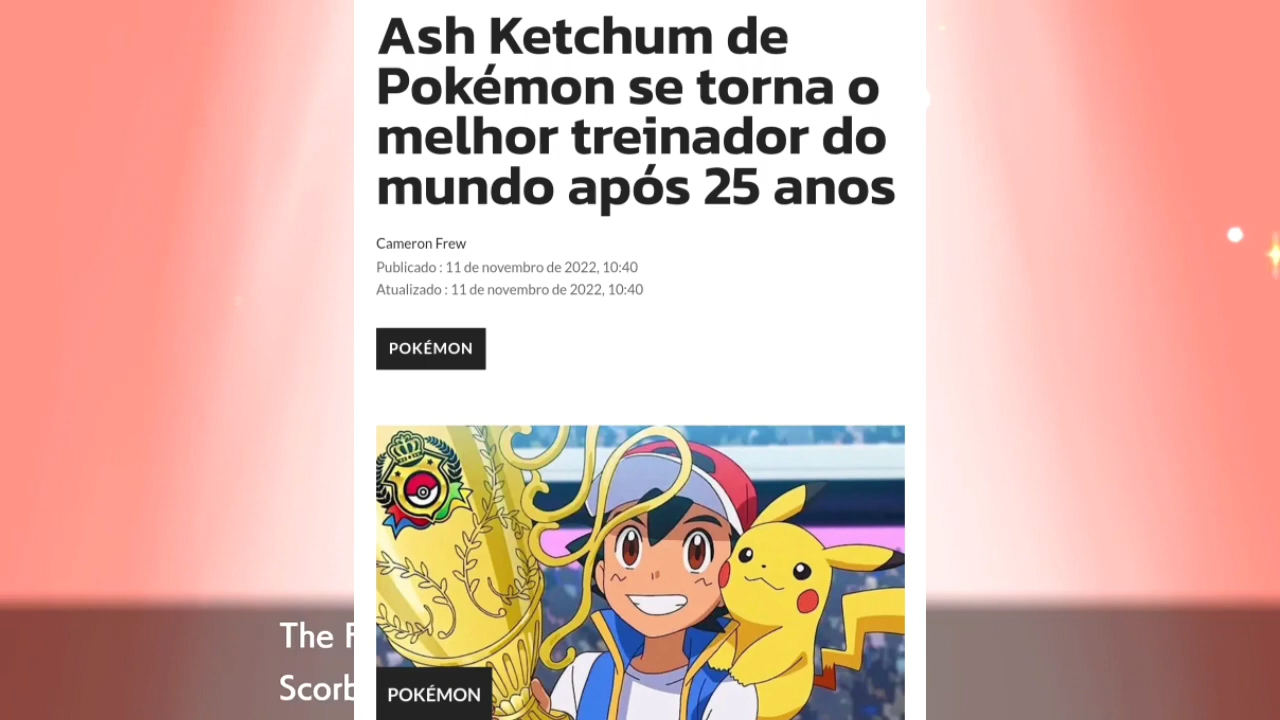 Ash Ketchum de
Pokémon se torna o
melhor treinador do
mundo após 25 anos
Cameron Frew
Publicado : 11 de novembro de 2022, 10:40
Atualizado : 11 de novembro de 2022, 10:40
POKÉMON
POKÉMON
The